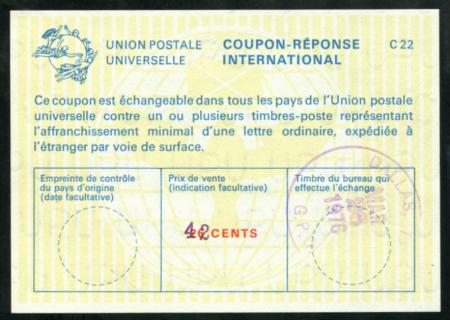 UNION POSTALE
UNIVERSELLE
COUPON-RÉPONSE
INTERNATIONAL
C 22
Ce coupon est échangeable dans tous les pays de l'Union postale
universelle contre un ou plusieurs timbres-poste représentant
l'affranchissement minimal d'une lettre ordinaire, expédiée à
l'étranger par voie de surface.
Empreinte de contrôle
du pays d'origine
(date facultative)
Prix de vente
(indication facultative)
Timbre du bureau qui
effectue l'échange
42
26 CENTS
DALLAS
1976
G.P.